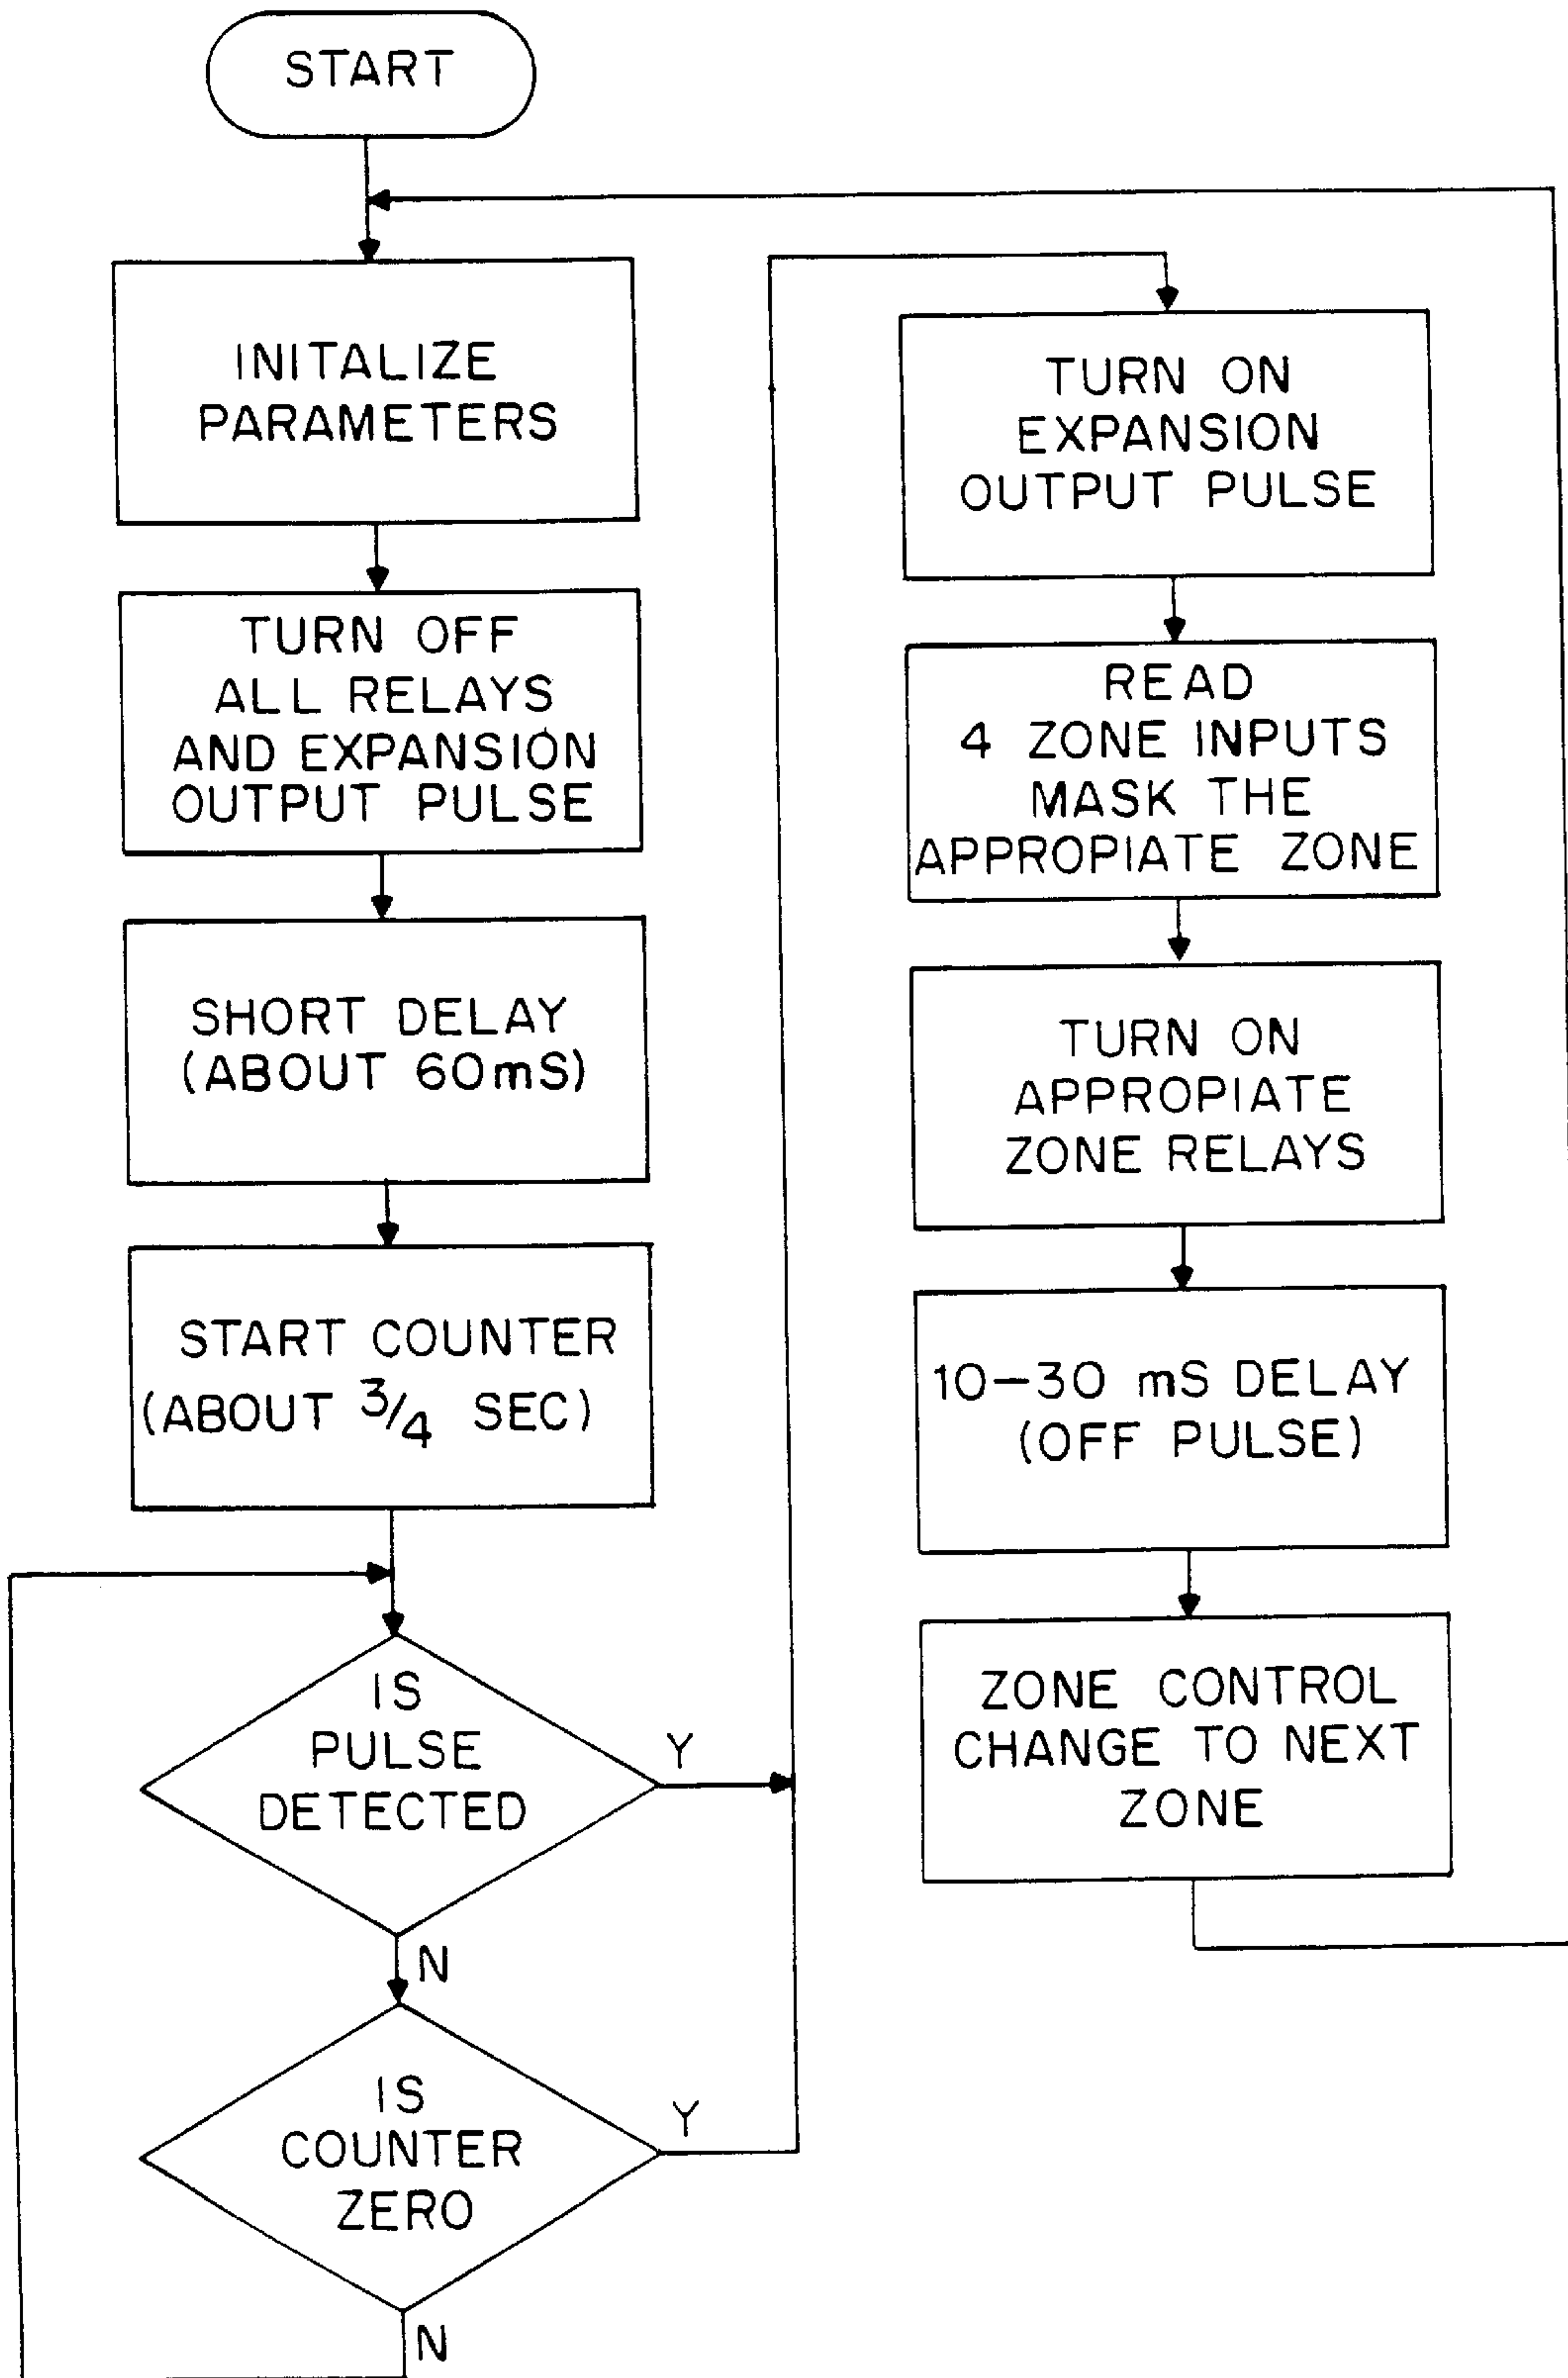 START
INITALIZE
PARAMETERS
TURN OFF
ALL RELAYS
AND EXPANSION
OUTPUT PULSE
SHORT DELAY
(ABOUT 60mS)
START COUNTER
(ABOUT 3/4 SEC)
IS
PULSE
DETECTED
Y
N
IS
COUNTER
ZERO
Y
N
TURN ON
EXPANSION
OUTPUT PULSE
READ
4 ZONE INPUTS
MASK THE
APPROPIATE ZONE
TURN ON
APPROPIATE
ZONE RELAYS
10-30 mS DELAY
(OFF PULSE)
ZONE CONTROL
CHANGE TO NEXT
ZONE